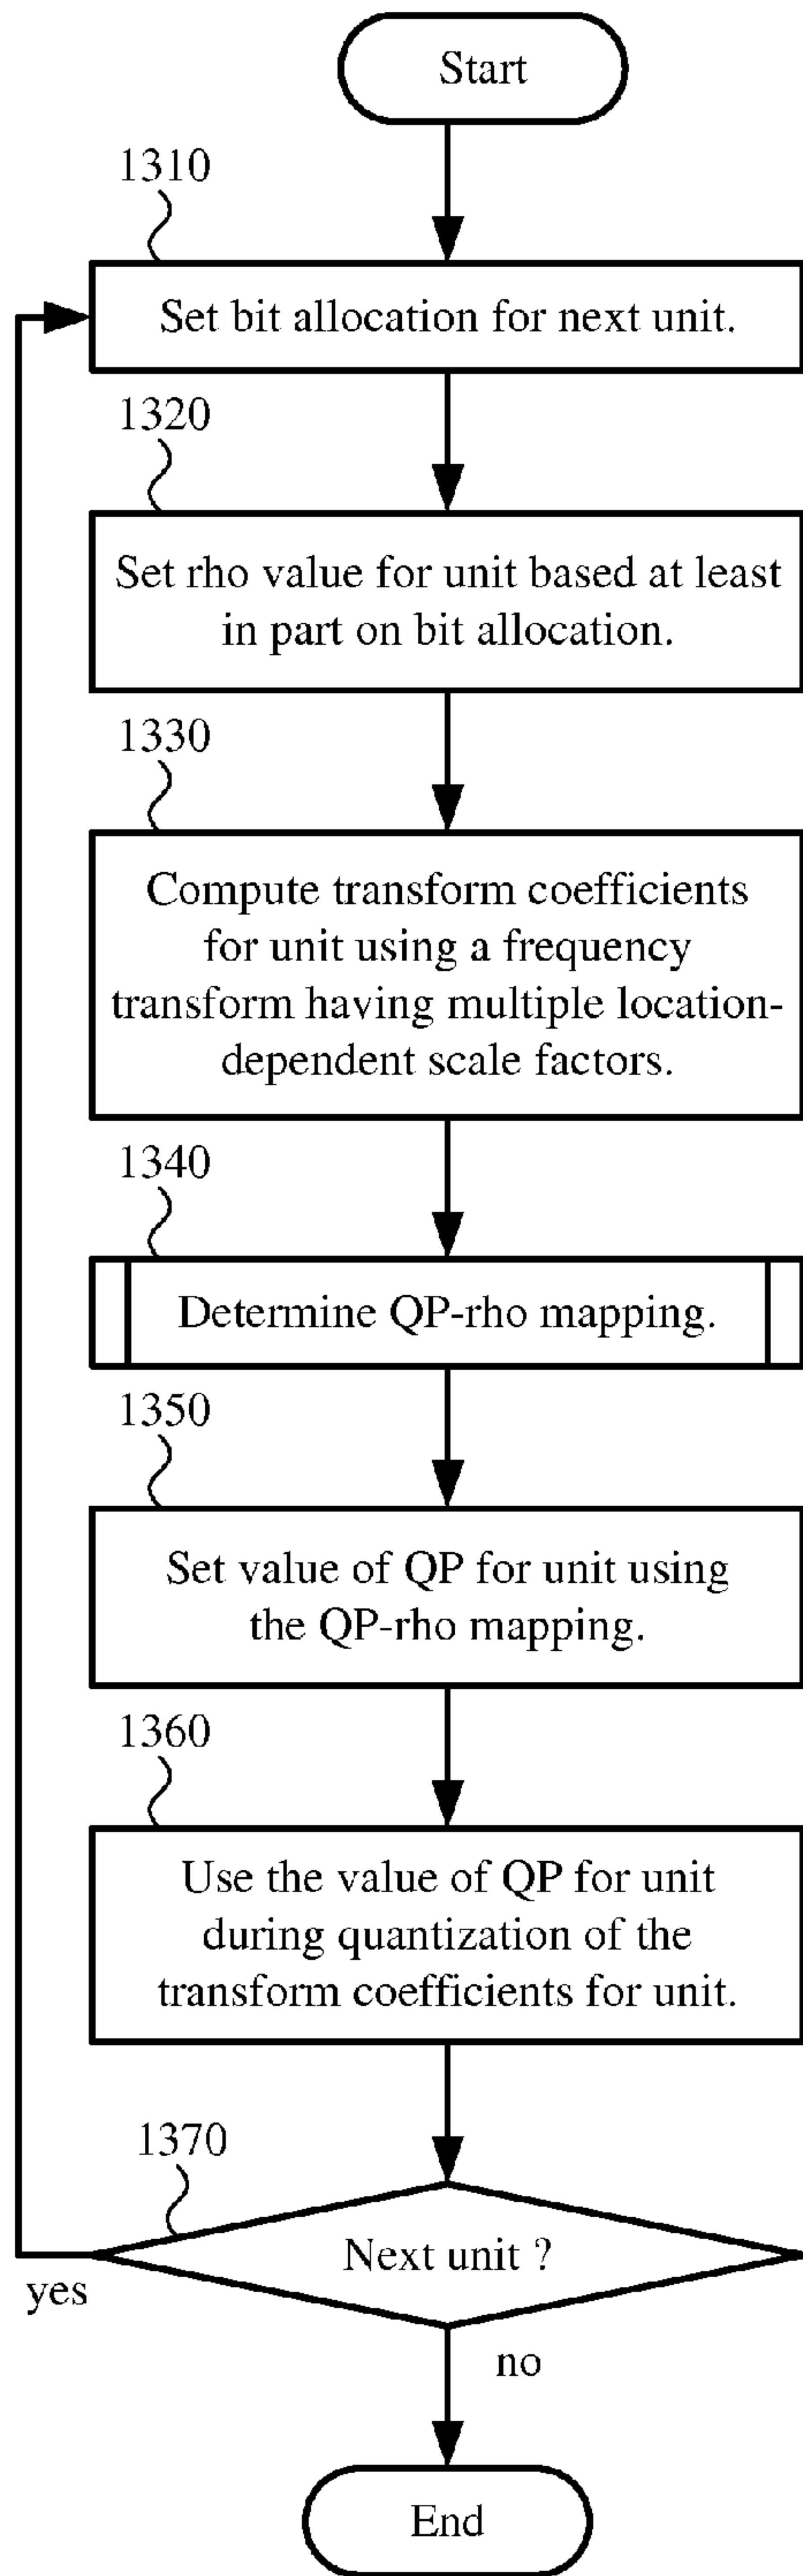 Start
1310
Set bit allocation for next unit.
1320
Set rho value for unit based at least
in part on bit allocation.
1330
Compute transform coefficients
for unit using a frequency
transform having multiple location-
dependent scale factors.
1340
Determine QP-rho mapping.
1350
Set value of QP for unit using
the QP-rho mapping.
1360
Use the value of QP for unit
during quantization of the
transform coefficients for unit.
1370
Next unit ?
yes
no
End